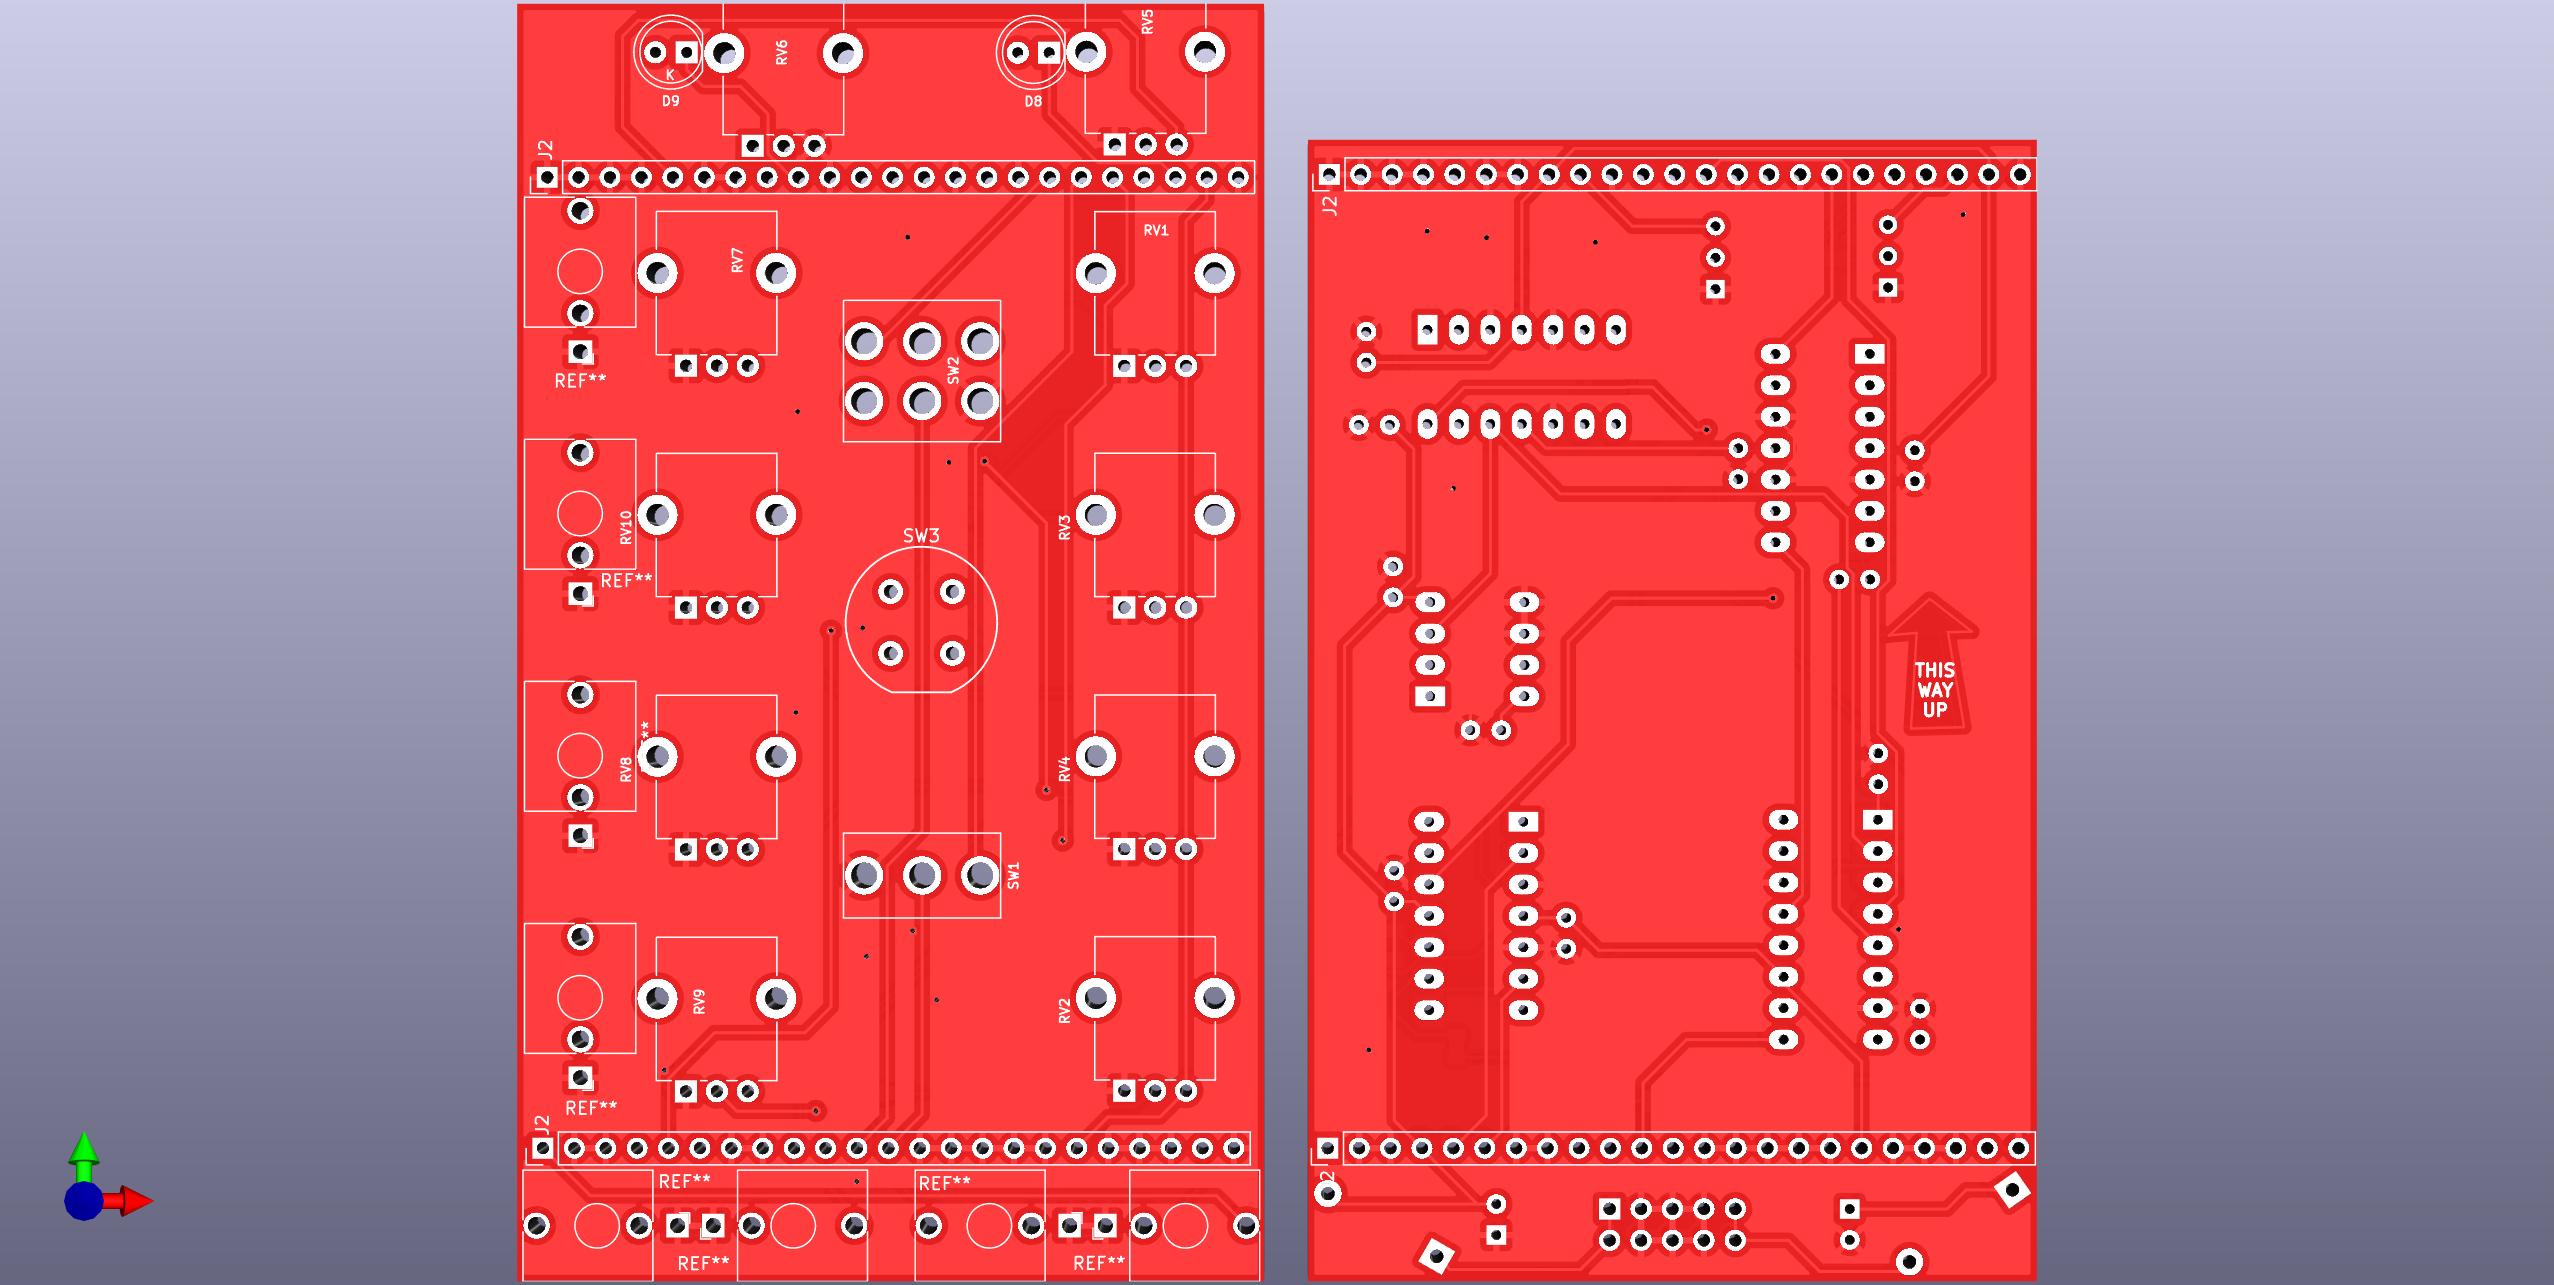 RV6
RV5
K
D9
D8
J2
J2
J2
RV7
RV1
SW2
REF**
RV10
SW3
RV3
REF**
THIS
WAY
UP
RV8
RV4
SW1
RV9
RV2
REF**
J2
REF**
REF**
REF**
REF**